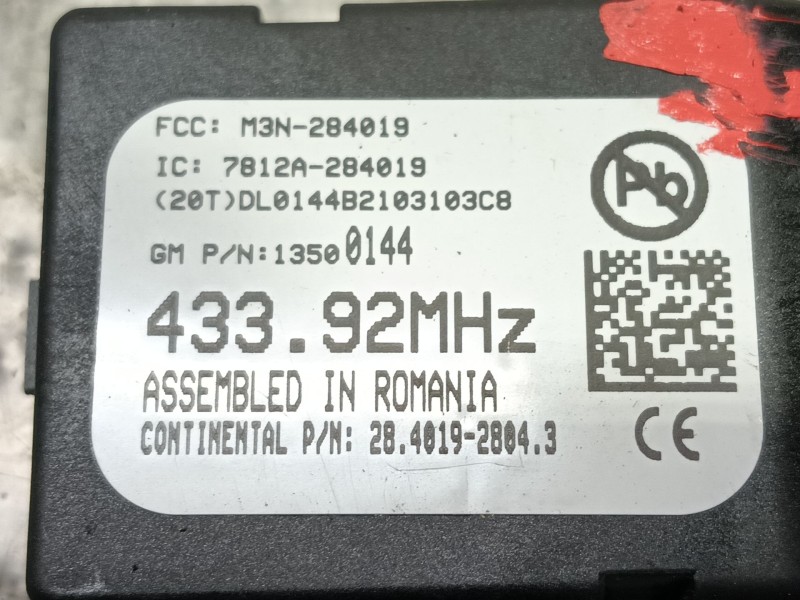 FCC: M3N-284019
IC: 7812A-284019
(20T)DL0144B2103103C8
GM P/N:13500144
433.92MHz
ASSEMBLED IN ROMANIA
CONTINENTAL P/N: 28.4019-2804.3
Pb
CE